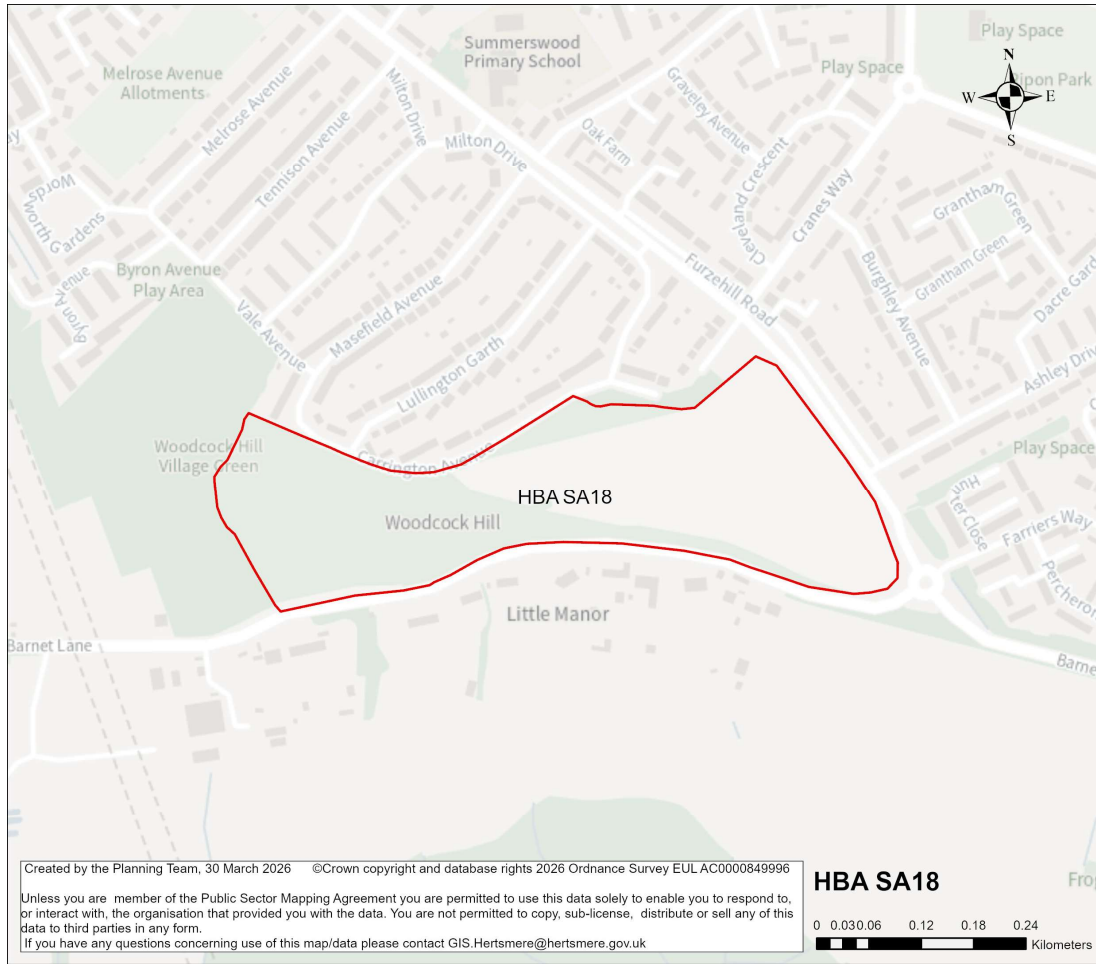 Play Space
Summerswood
Primary School
N
W
E
S
Melrose Avenue
Allotments
Play Space
Ripon Park
Melrose Avenue
Milton Drive
Graveley Avenue
Tennison Avenue
Milton Drive
Oak Farm
Cleveland Crescent
Cranes Way
Words
worth Gardens
Grantham Green
Byron Avenue
Play Area
Byron Avenue
Vale Avenue
Masefield Avenue
Furzehill Road
Burghley Avenue
Grantham Green
Dacre Gard
Lullington Garth
Ashley Driv
Woodcock Hill
Village Green
Carrington Avenue
Play Space
HBA SA18
Woodcock Hill
Hun
ter Close
Farriers Way
Percheron
Little Manor
Barnet Lane
Barne
Created by the Planning Team, 30 March 2026 ©Crown copyright and database rights 2026 Ordnance Survey EUL AC0000849996
Unless you are member of the Public Sector Mapping Agreement you are permitted to use this data solely to enable you to respond to,
or interact with, the organisation that provided you with the data. You are not permitted to copy, sub-license, distribute or sell any of this
data to third parties in any form.
If you have any questions concerning use of this map/data please contact GIS.Hertsmere@hertsmere.gov.uk
HBA SA18
Frog
0 0.03 0.06 0.12 0.18 0.24
Kilometers